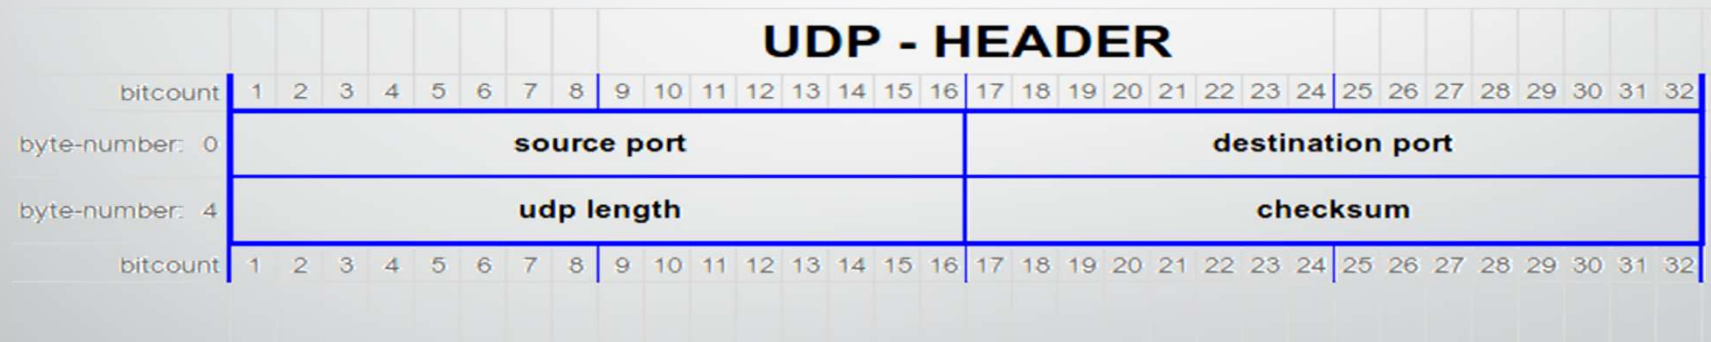 UDP - HEADER
bitcount 1 2 3 4 5 6 7 8 9 10 11 12 13 14 15 16 17 18 19 20 21 22 23 24 25 26 27 28 29 30 31 32
byte-number: 0 source port destination port
byte-number: 4 udp length checksum
bitcount 1 2 3 4 5 6 7 8 9 10 11 12 13 14 15 16 17 18 19 20 21 22 23 24 25 26 27 28 29 30 31 32